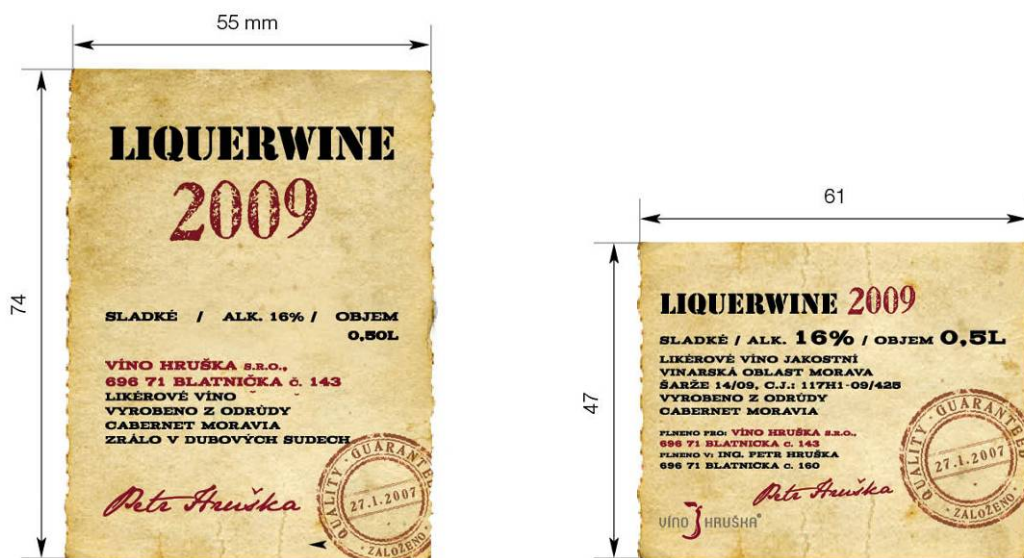 55 mm
74
LIQUERWINE
2009
SLADKÉ / ALK. 16% / OBJEM
0,50L
VÍNO HRUŠKA S.R.O.,
696 71 BLATNIČKA č. 143
LIKÉROVÉ VÍNO
VYROBENO Z ODRŮDY
CABERNET MORAVIA
ZRÁLO V DUBOVÝCH SUDECH
Petr Hruška
QUALITY · GUARANTEED
27.1.2007
· ZALOŽENO
61
47
LIQUERWINE 2009
SLADKÉ / ALK. 16% / OBJEM 0,5L
LIKÉROVÉ VÍNO JAKOSTNÍ
VINARSKÁ OBLAST MORAVA
ŠARŽE 14/09, C.J.: 117H1-09/425
VYROBENO Z ODRŮDY
CABERNET MORAVIA
PLNENO PRO: VÍNO HRUŠKA S.R.O.,
696 71 BLATNICKA c. 143
PLNENO V: ING. PETR HRUŠKA
696 71 BLATNICKA c. 160
Petr Hruška
VÍNO HRUŠKA®
QUALITY · GUARANTEED
27.1.2007
· ZALOŽENO